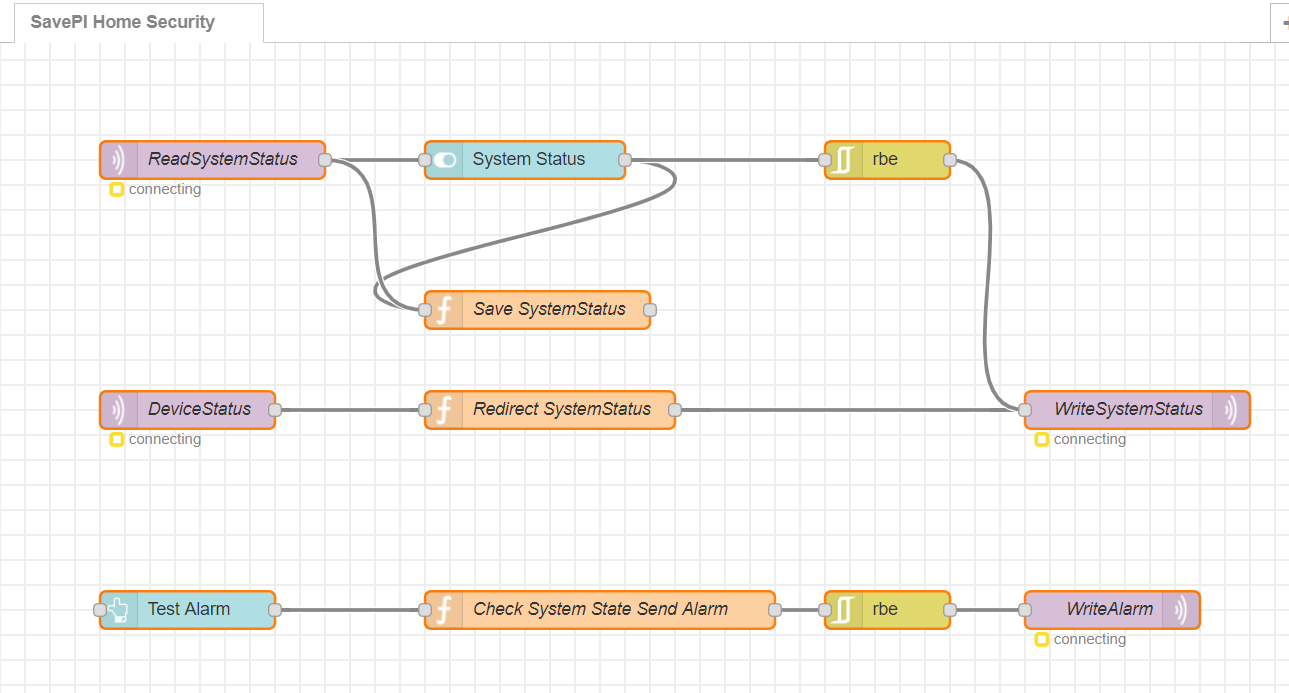 SavePI Home Security
ReadSystemStatus
System Status
rbe
connecting
Save SystemStatus
DeviceStatus
Redirect SystemStatus
WriteSystemStatus
connecting
connecting
Test Alarm
Check System State Send Alarm
rbe
WriteAlarm
connecting